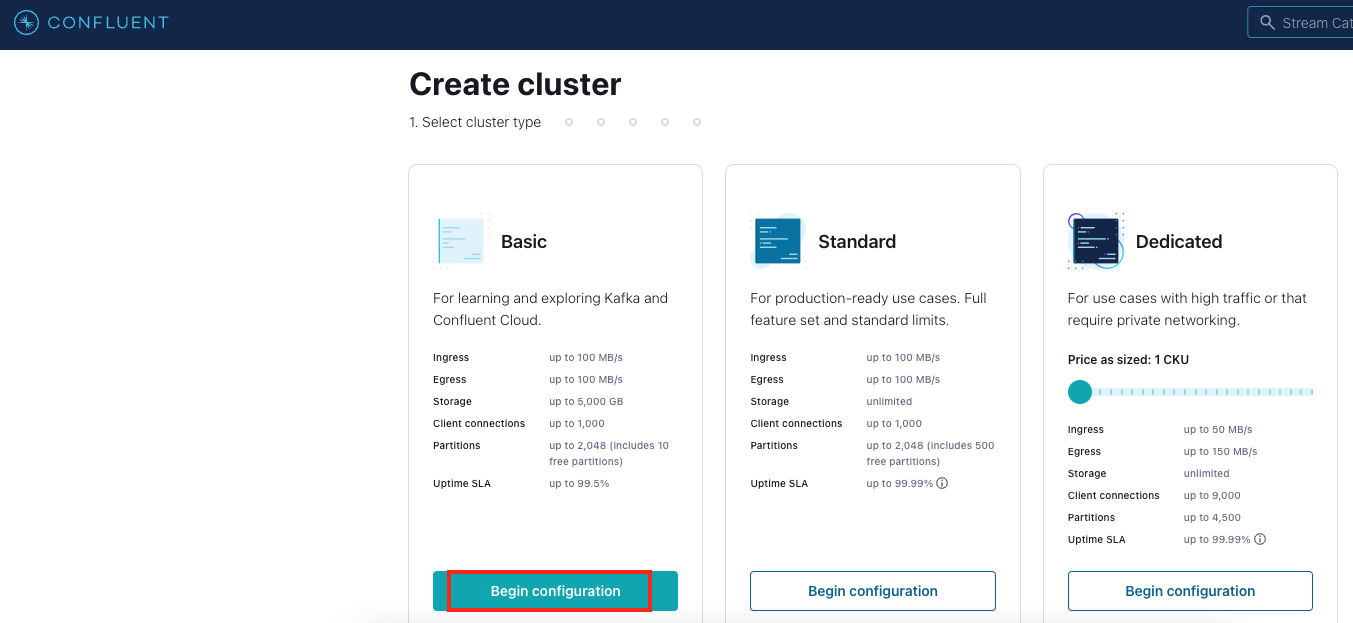 CONFLUENT
Stream Cat
Create cluster
1. Select cluster type
Basic
For learning and exploring Kafka and
Confluent Cloud.
Ingress up to 100 MB/s
Egress up to 100 MB/s
Storage up to 5,000 GB
Client connections up to 1,000
Partitions up to 2,048 (includes 10
free partitions)
Uptime SLA up to 99.5%
Begin configuration
Standard
For production-ready use cases. Full
feature set and standard limits.
Ingress up to 100 MB/s
Egress up to 100 MB/s
Storage unlimited
Client connections up to 1,000
Partitions up to 2,048 (includes 500
free partitions)
Uptime SLA up to 99.99%
Begin configuration
Dedicated
For use cases with high traffic or that
require private networking.
Price as sized: 1 CKU
Ingress up to 50 MB/s
Egress up to 150 MB/s
Storage unlimited
Client connections up to 9,000
Partitions up to 4,500
Uptime SLA up to 99.99%
Begin configuration